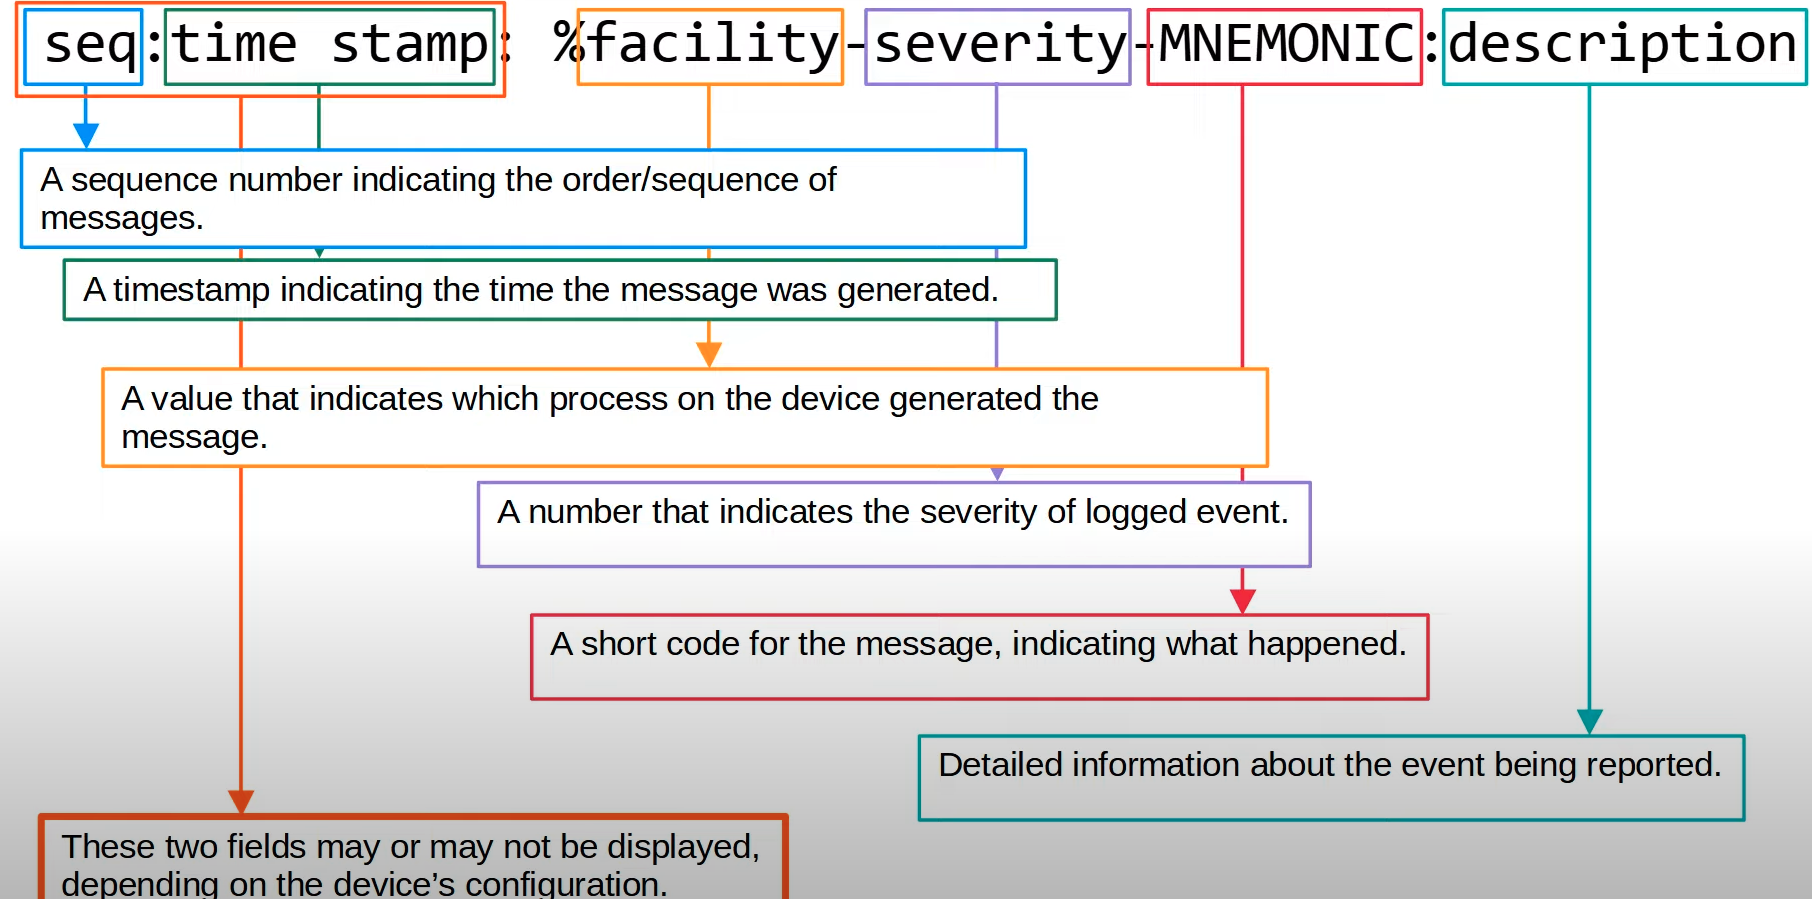 seq:time stamp: %facility-severity-MNEMONIC:description
A sequence number indicating the order/sequence of
messages.
A timestamp indicating the time the message was generated.
A value that indicates which process on the device generated the
message.
A number that indicates the severity of logged event.
A short code for the message, indicating what happened.
Detailed information about the event being reported.
These two fields may or may not be displayed,
depending on the device’s configuration.